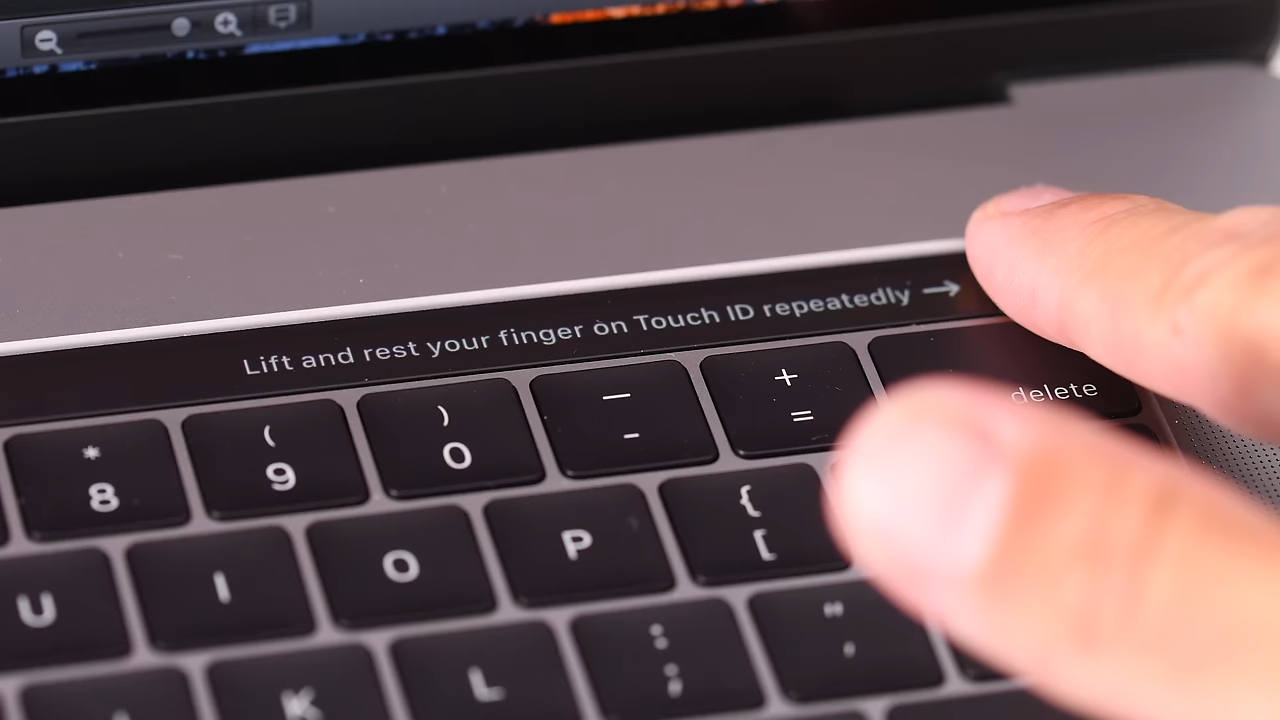 Lift and rest your finger on Touch ID repeatedly →
delete
+
=
—
-
)
0
(
9
*
8
{
[
P
O
I
U
"
'
:
;
L
K